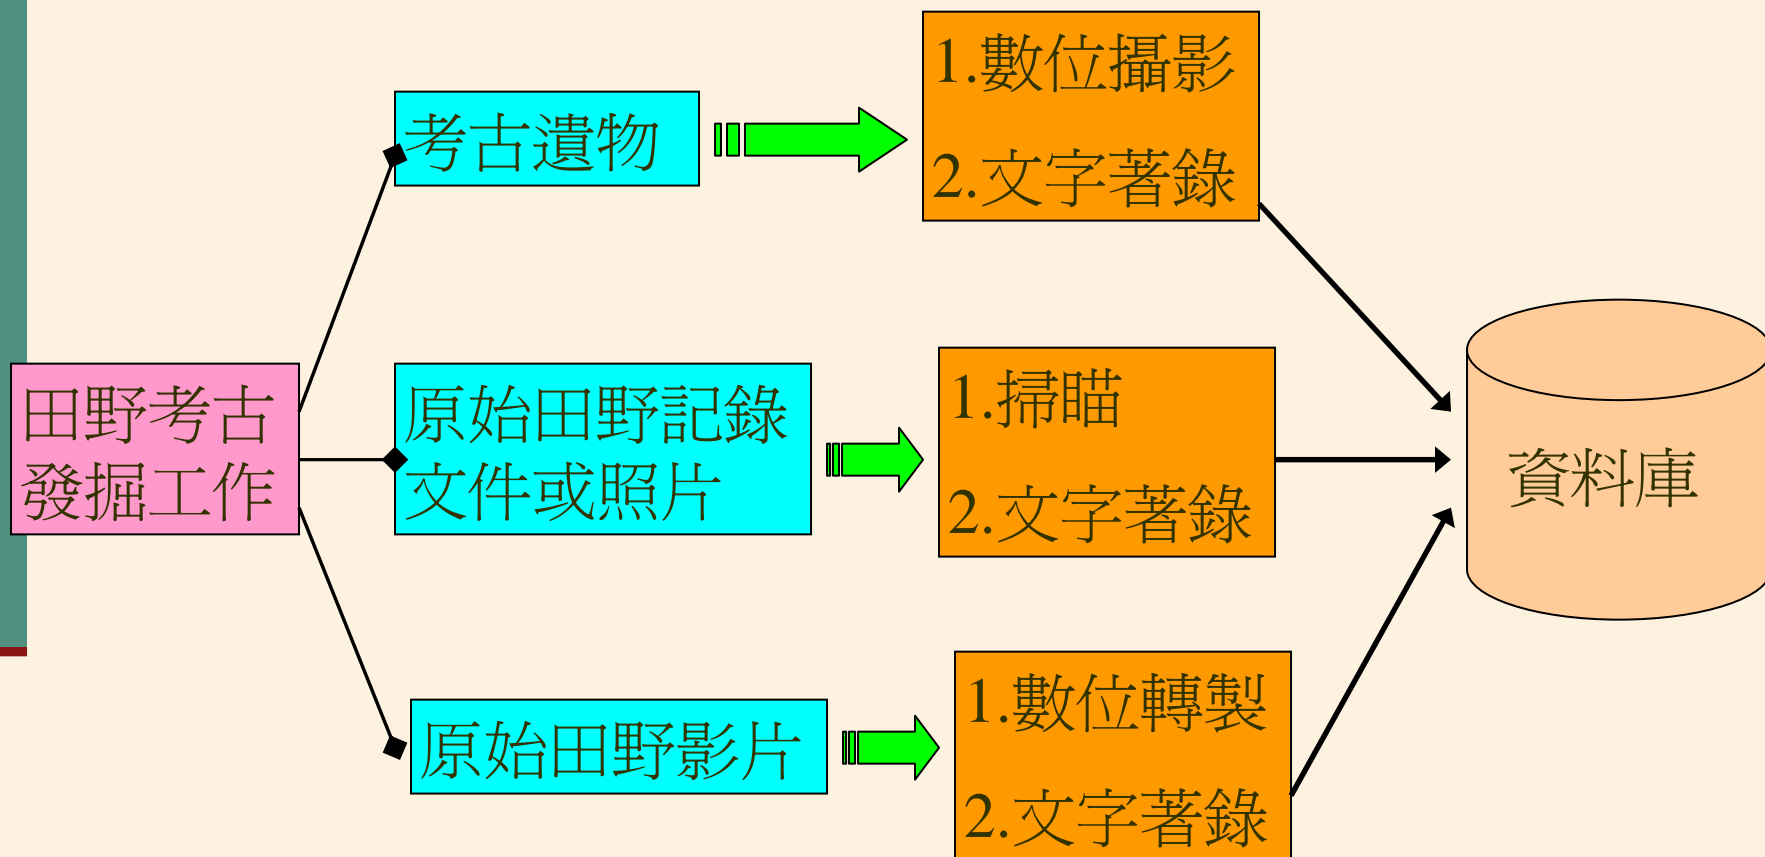 田野考古
發掘工作
考古遺物
1.數位攝影
2.文字著錄
原始田野記錄
文件或照片
1.掃瞄
2.文字著錄
原始田野影片
1.數位轉製
2.文字著錄
資料庫